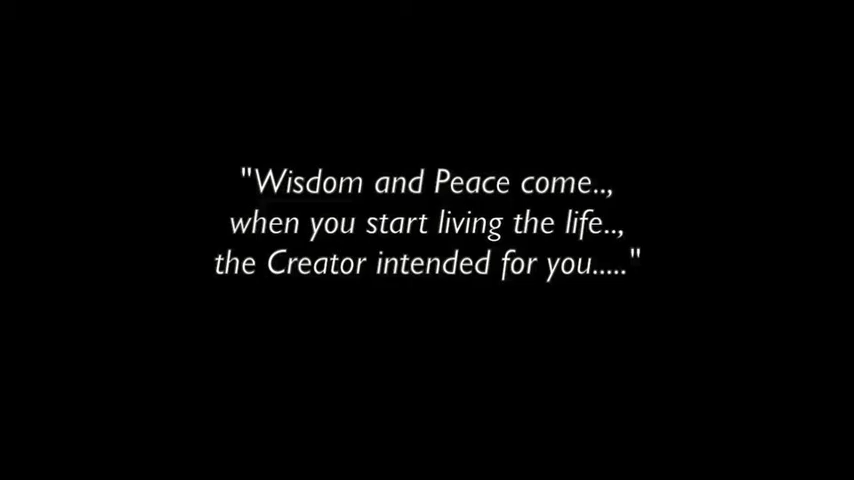 "Wisdom and Peace come..,
when you start living the life..,
the Creator intended for you....."